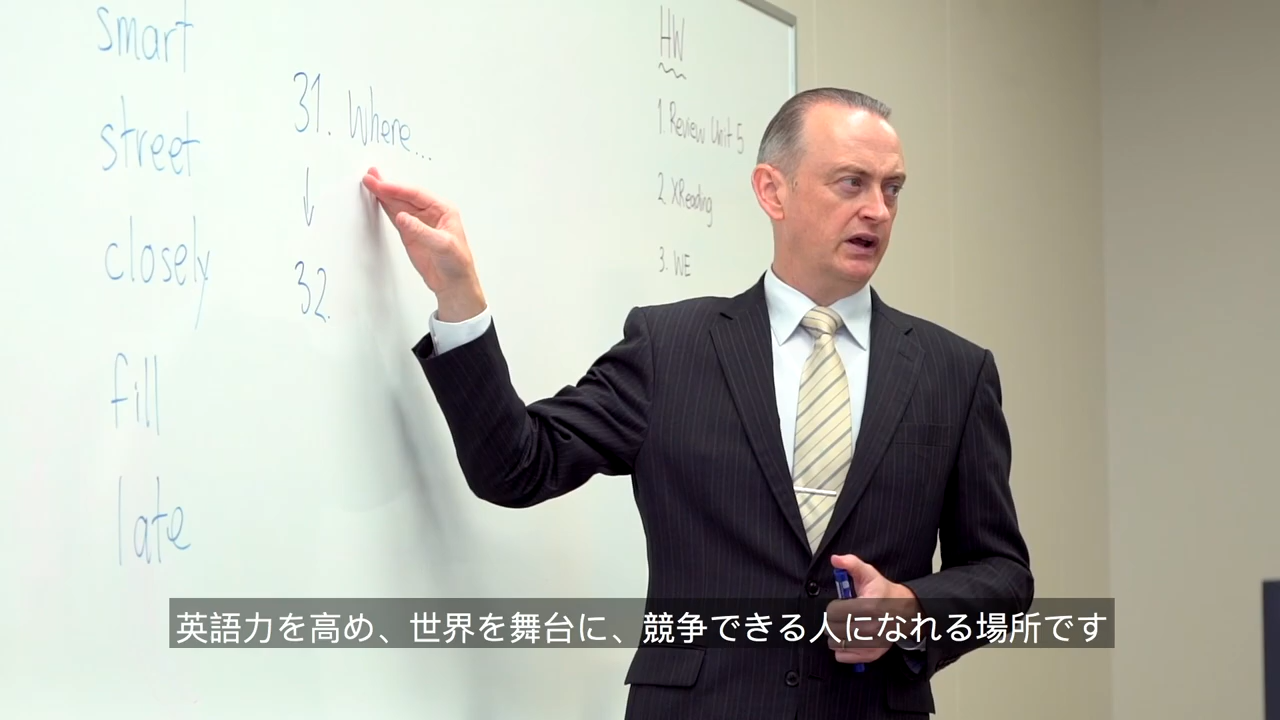 smart
street
closely
fill
late
31. Where...
↓
32.
HW
1. Review Unit 5
2. XReading
3. WE
英語力を高め、世界を舞台に、競争できる人になれる場所です